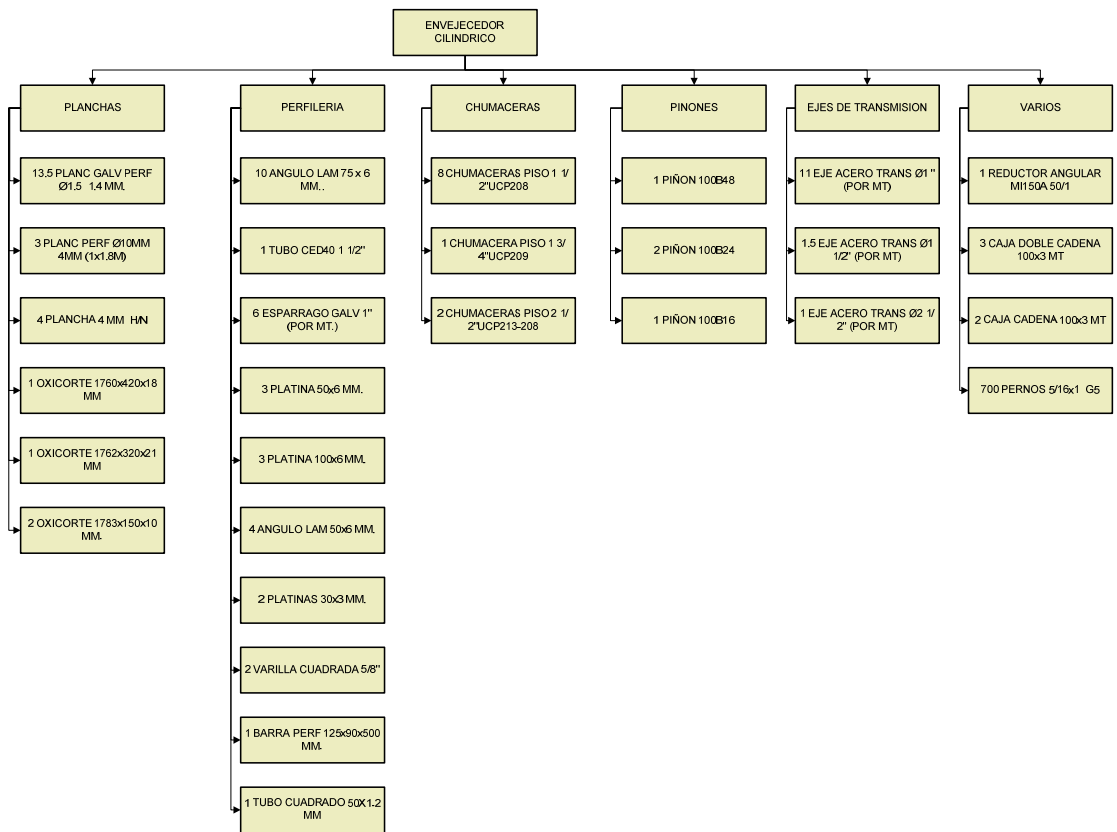 ENVEJECEDOR
CILINDRICO
PLANCHAS
13.5 PLANC GALV PERF
Ø1.5 1.4 MM.
3 PLANC PERF Ø10MM
4MM (1x1.8M)
4 PLANCHA 4 MM H/N
1 OXICORTE 1760x420x18
MM
1 OXICORTE 1762x320x21
MM
2 OXICORTE 1783x150x10
MM.
PERFILERIA
10 ANGULO LAM 75 x 6
MM..
1 TUBO CED40 1 1/2"
6 ESPARRAGO GALV 1"
(POR MT.)
3 PLATINA 50x6 MM.
3 PLATINA 100x6 MM.
4 ANGULO LAM 50x6 MM.
2 PLATINAS 30x3 MM.
2 VARILLA CUADRADA 5/8"
1 BARRA PERF 125x90x500
MM.
1 TUBO CUADRADO 50X1.2
MM
CHUMACERAS
8 CHUMACERAS PISO 1 1/
2"UCP208
1 CHUMACERA PISO 1 3/
4"UCP209
2 CHUMACERAS PISO 2 1/
2"UCP213-208
PINONES
1 PIÑON 100B48
2 PIÑON 100B24
1 PIÑON 100B16
EJES DE TRANSMISION
11 EJE ACERO TRANS Ø1 "
(POR MT)
1.5 EJE ACERO TRANS Ø1
1/2" (POR MT)
1 EJE ACERO TRANS Ø2 1/
2" (POR MT)
VARIOS
1 REDUCTOR ANGULAR
MI150A 50/1
3 CAJA DOBLE CADENA
100x3 MT
2 CAJA CADENA 100x3 MT
700 PERNOS 5/16x1 G5